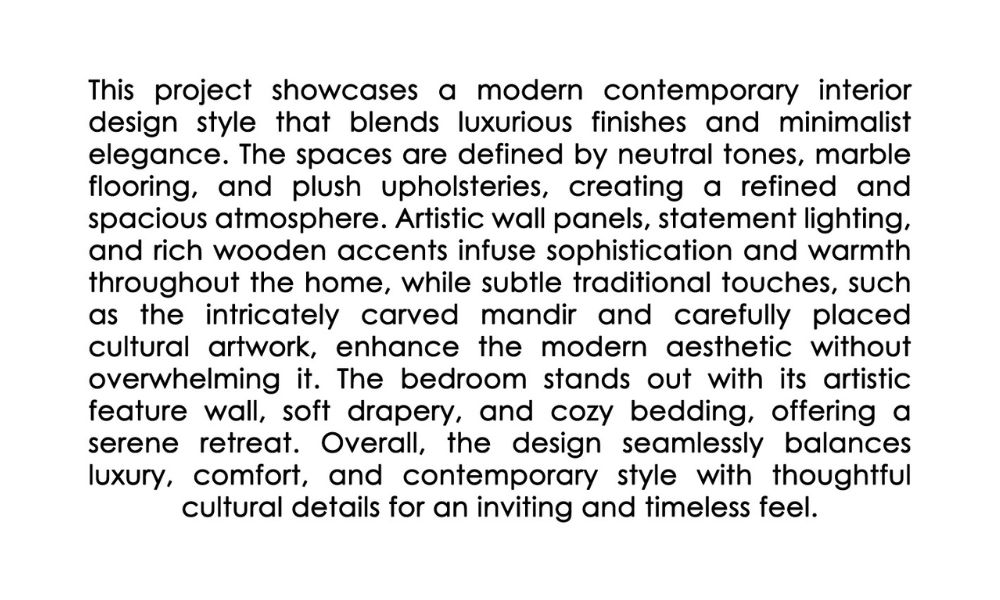 This project showcases a modern contemporary interior
design style that blends luxurious finishes and minimalist
elegance. The spaces are defined by neutral tones, marble
flooring, and plush upholsteries, creating a refined and
spacious atmosphere. Artistic wall panels, statement lighting,
and rich wooden accents infuse sophistication and warmth
throughout the home, while subtle traditional touches, such
as the intricately carved mandir and carefully placed
cultural artwork, enhance the modern aesthetic without
overwhelming it. The bedroom stands out with its artistic
feature wall, soft drapery, and cozy bedding, offering a
serene retreat. Overall, the design seamlessly balances
luxury, comfort, and contemporary style with thoughtful
cultural details for an inviting and timeless feel.